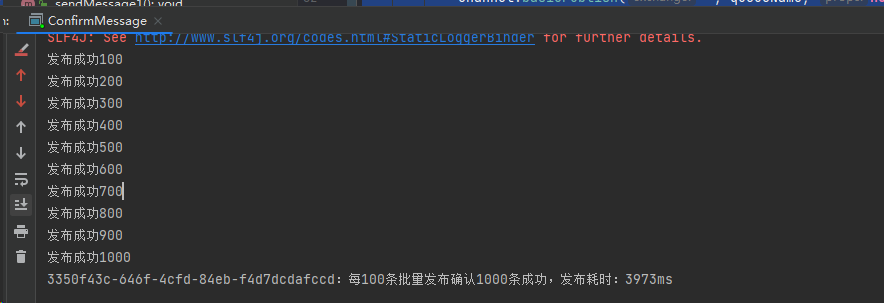 sendMessage1(): void
ConfirmMessage
SLF4J: See http://www.slf4j.org/codes.html#StaticLoggerBinder for further details.
发布成功100
发布成功200
发布成功300
发布成功400
发布成功500
发布成功600
发布成功700
发布成功800
发布成功900
发布成功1000
3350f43c-646f-4cfd-84eb-f4d7dcdafccd：每100条批量发布确认1000条成功，发布耗时：3973ms